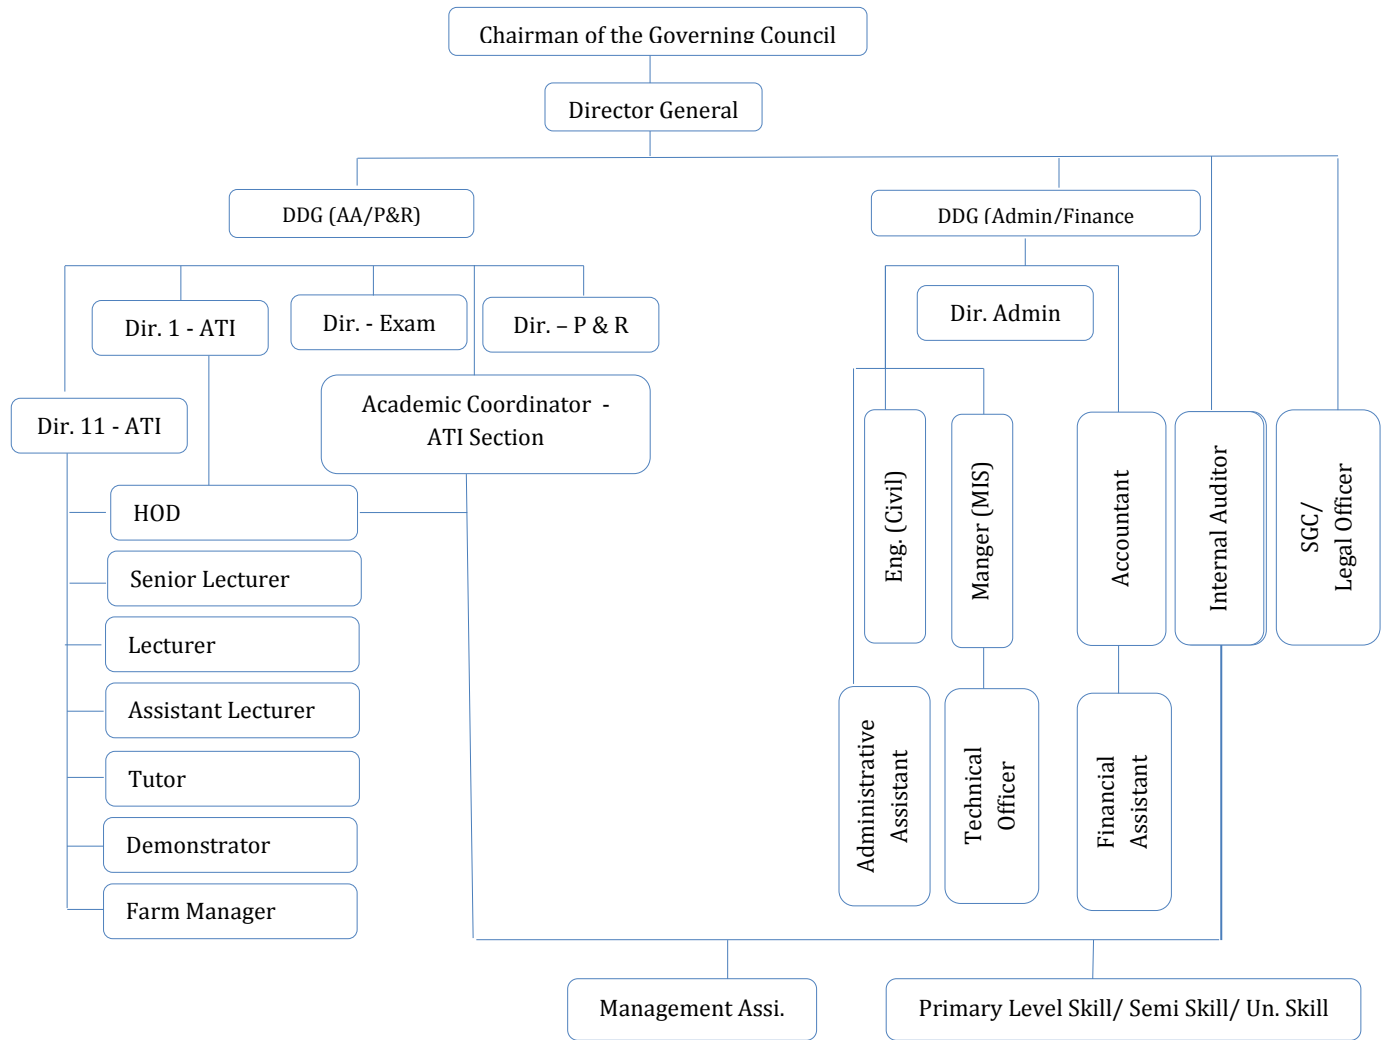 Chairman of the Governing Council
Director General
DDG (AA/P&R)
DDG (Admin/Finance
Dir. 1 - ATI
Dir. - Exam
Dir. – P & R
Dir. Admin
Dir. 11 - ATI
Academic Coordinator -
ATI Section
Eng. (Civil)
Manger (MIS)
Accountant
Internal Auditor
SGC/
Legal Officer
HOD
Senior Lecturer
Lecturer
Assistant Lecturer
Tutor
Demonstrator
Farm Manager
Administrative
Assistant
Technical
Officer
Financial
Assistant
Management Assi.
Primary Level Skill/ Semi Skill/ Un. Skill